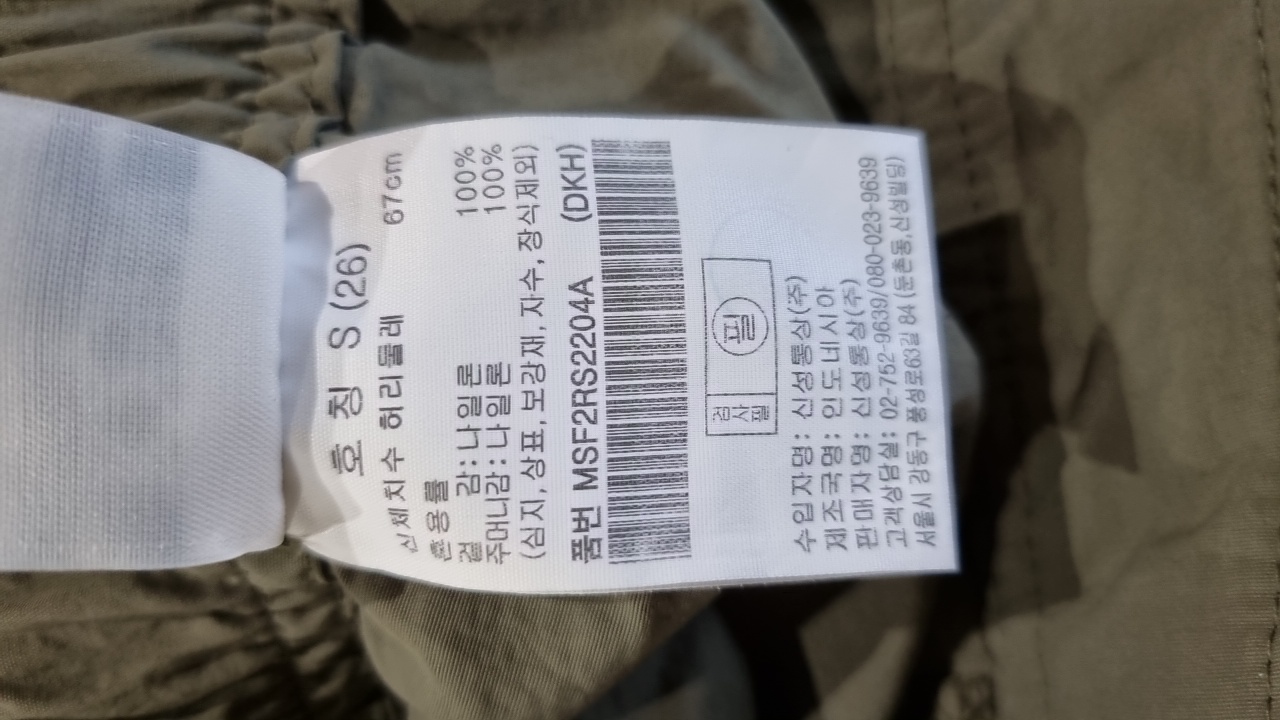 호 칭 S (26)
신체치수 허리둘레 67cm
혼용률
겉 감 : 나일론 100%
주머니감 : 나일론 100%
(심지, 상표, 보강재, 자수, 장식제외)
품번 MSF2RS2204A (DKH)
검사필 필
수입자명 : 신성통상(주)
제조국명 : 인도네시아
판매자명 : 신성통상(주)
고객상담실: 02-752-9639/080-023-9639
서울시 강동구 풍성로63길 84 (둔촌동,신성빌딩)